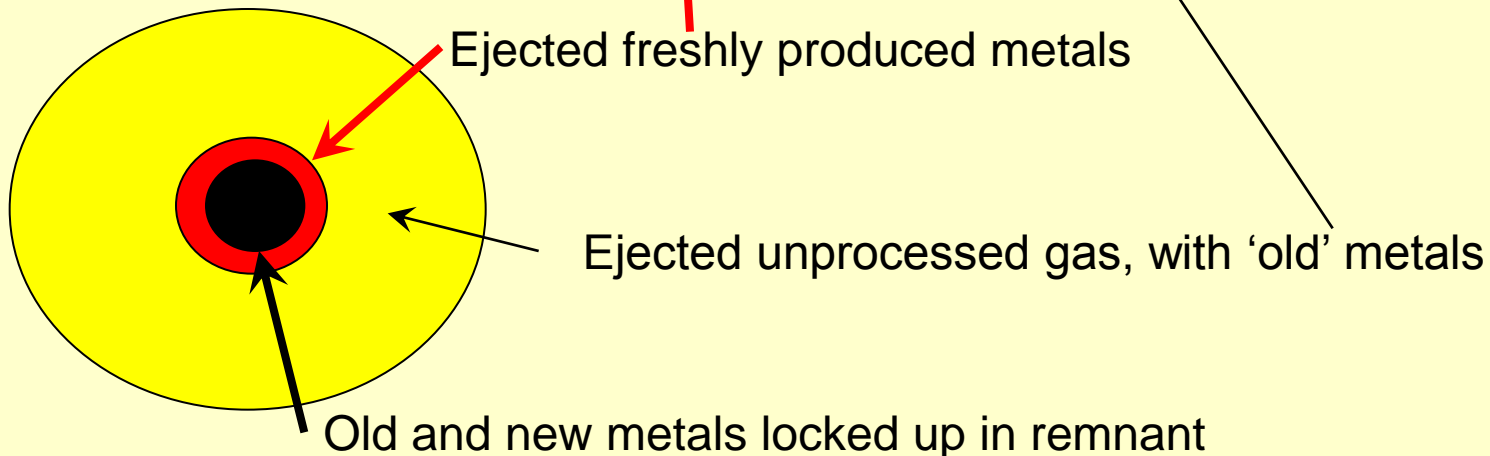 Ejected freshly produced metals
Ejected unprocessed gas, with ‘old’ metals
Old and new metals locked up in remnant